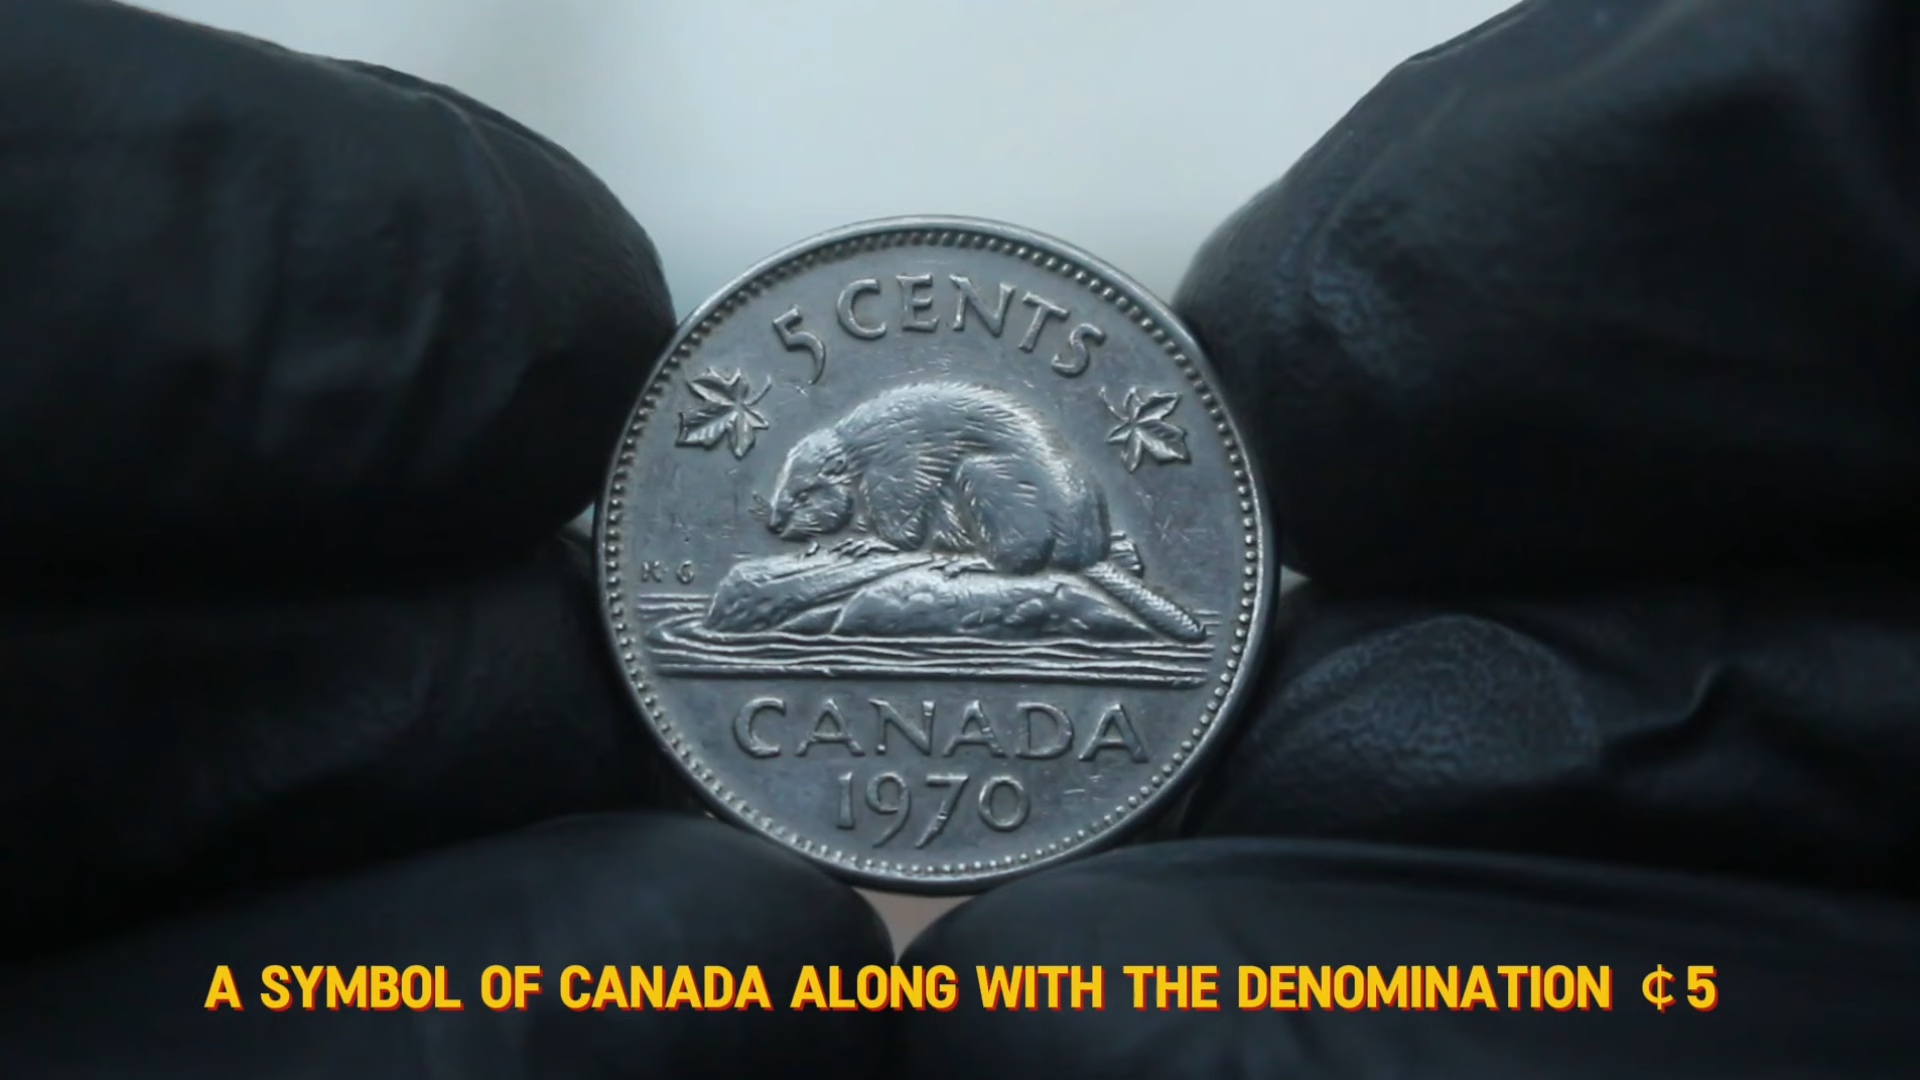 5 CENTS
K G
CANADA
1970
A SYMBOL OF CANADA ALONG WITH THE DENOMINATION ¢5